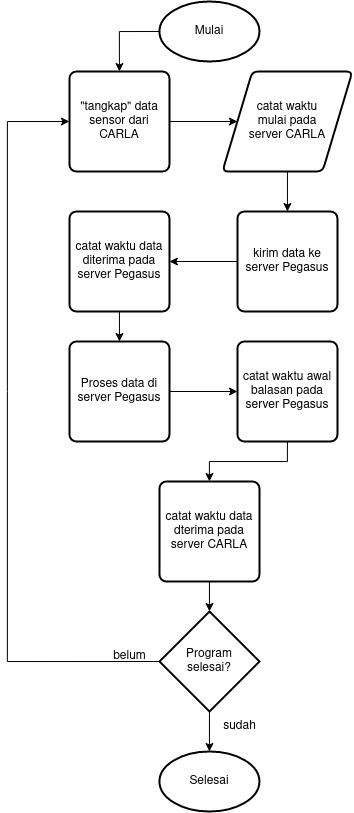 Mulai
"tangkap" data
sensor dari
CARLA
catat waktu
mulai pada
server CARLA
kirim data ke
server Pegasus
catat waktu data
diterima pada
server Pegasus
Proses data di
server Pegasus
catat waktu awal
balasan pada
server Pegasus
catat waktu data
dterima pada
server CARLA
Program
selesai?
belum
sudah
Selesai